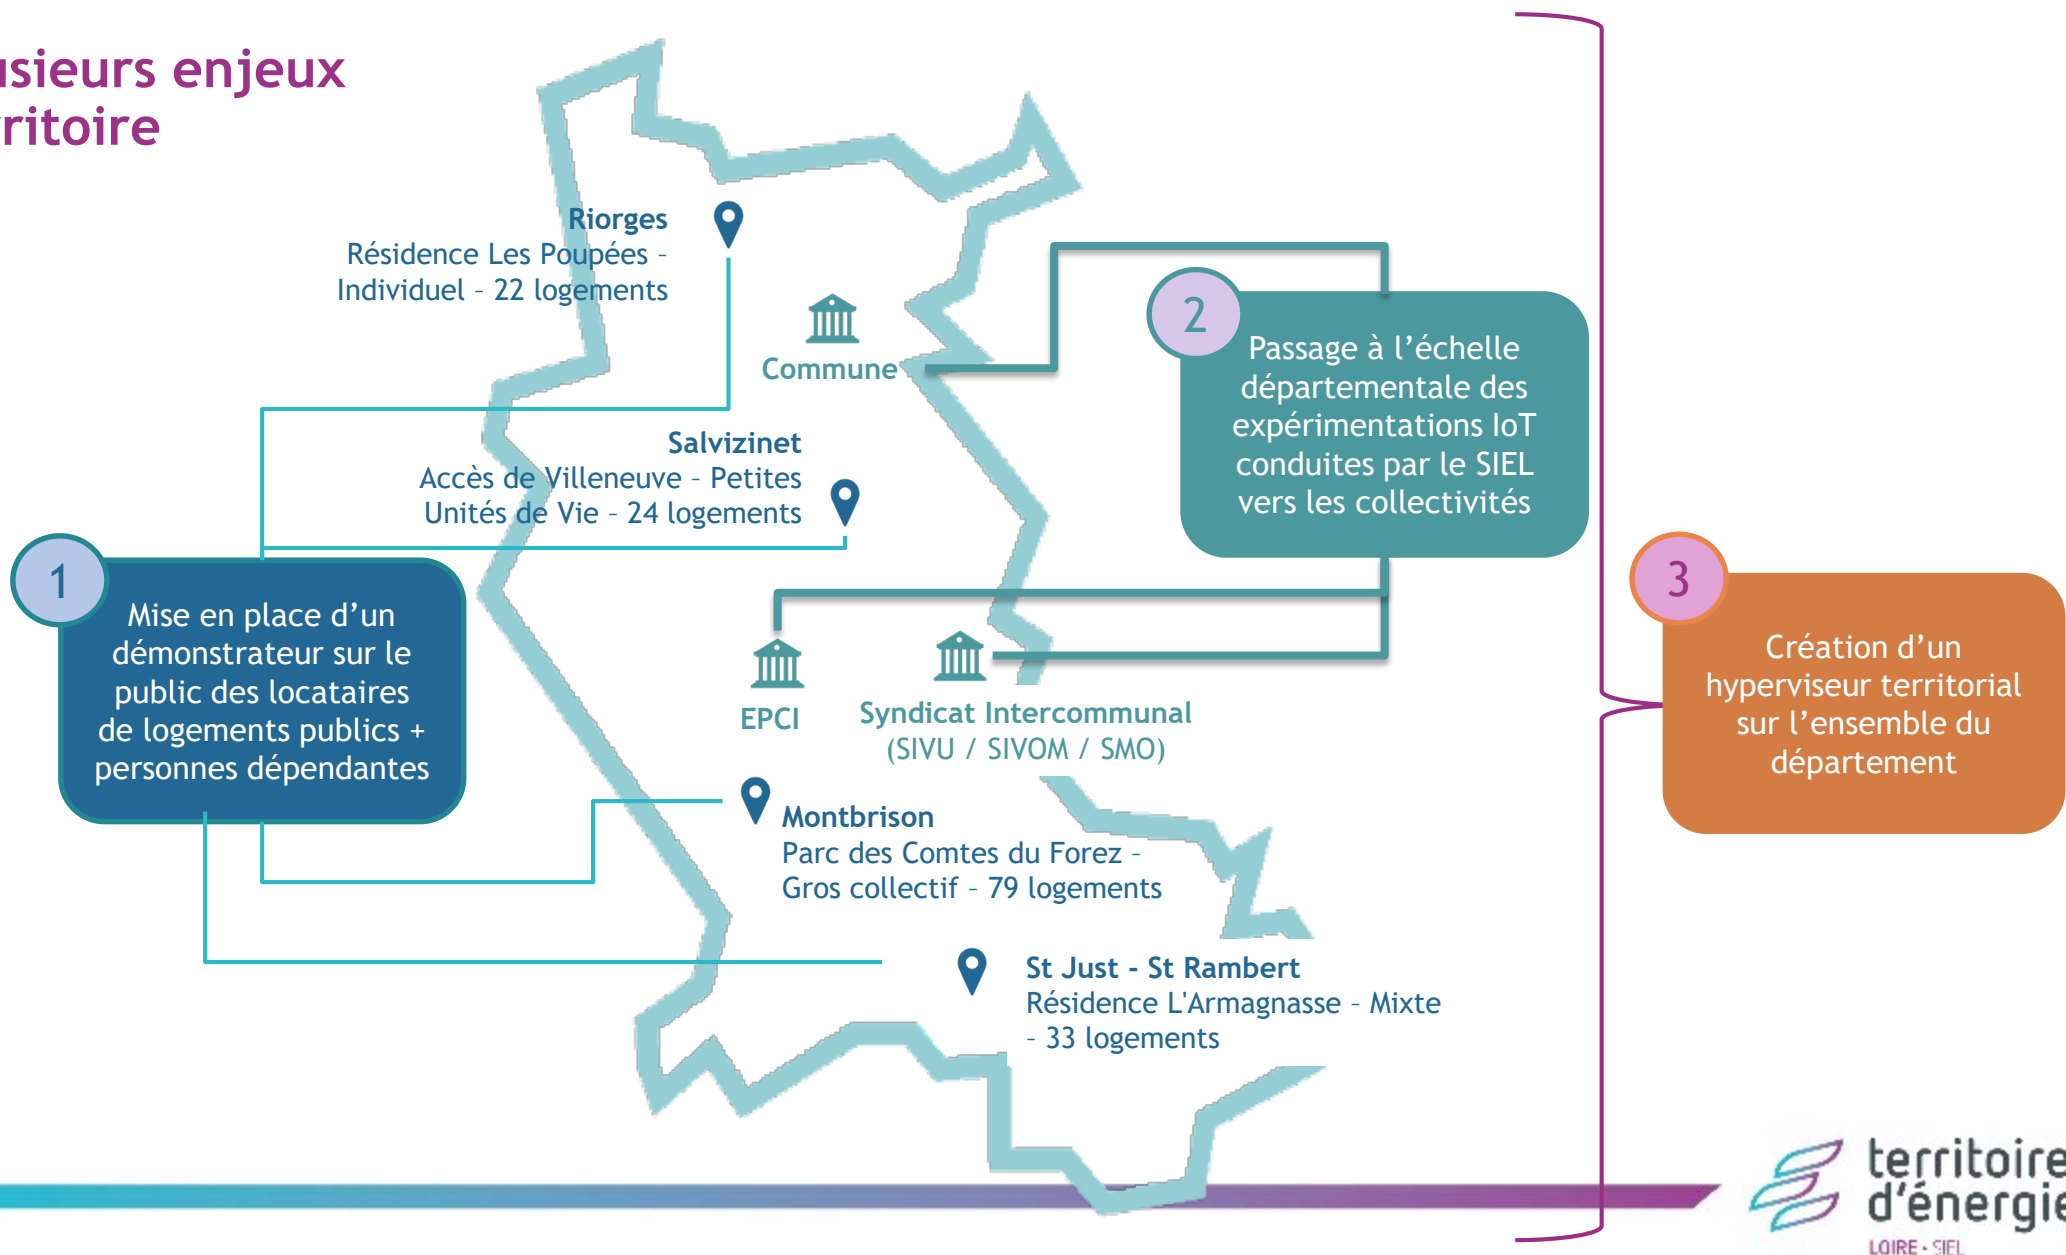 usieurs enjeux
ritoire
Riorges
Résidence Les Poupées –
Individuel – 22 logements
Commune
Salvizinet
Accès de Villeneuve – Petites
Unités de Vie – 24 logements
1
Mise en place d’un
démonstrateur sur le
public des locataires
de logements publics +
personnes dépendantes
2
Passage à l’échelle
départementale des
expérimentations IoT
conduites par le SIEL
vers les collectivités
EPCI
Syndicat Intercommunal
(SIVU / SIVOM / SMO)
Montbrison
Parc des Comtes du Forez –
Gros collectif – 79 logements
St Just - St Rambert
Résidence L'Armagnasse – Mixte
– 33 logements
3
Création d’un
hyperviseur territorial
sur l’ensemble du
département
territoire
d'énergie
LOIRE - SIEL